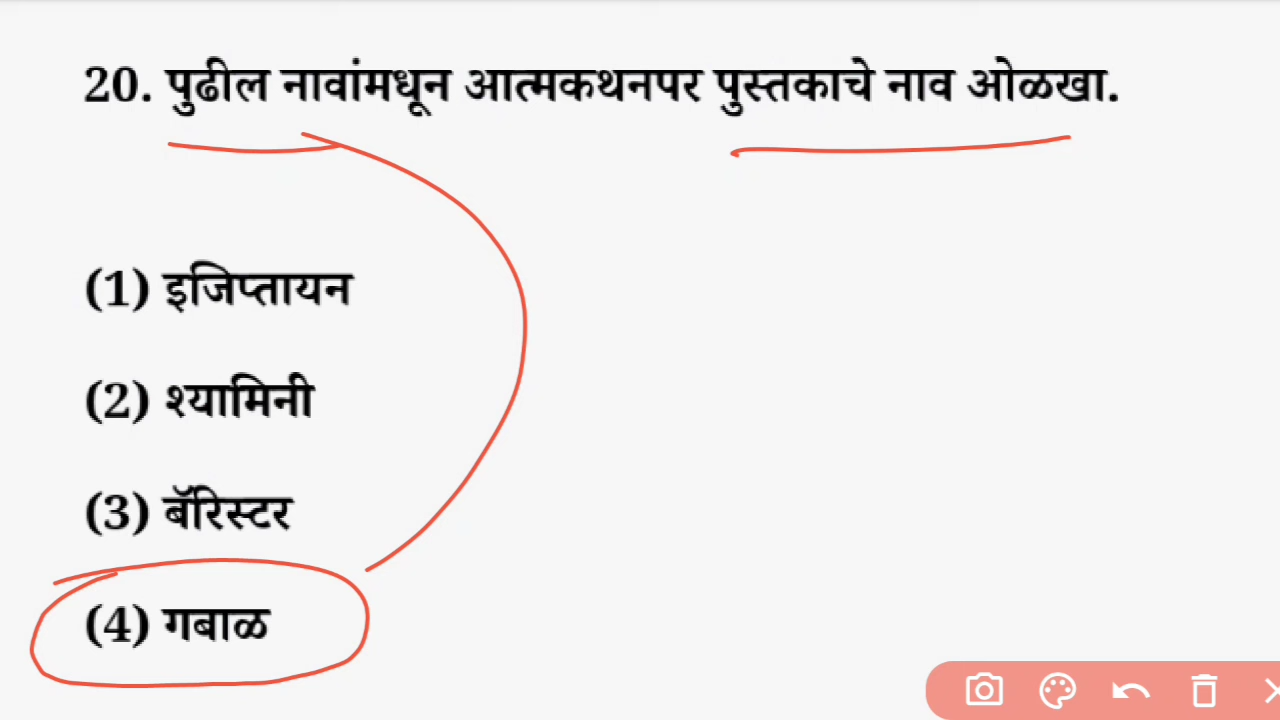 20. पुढील नावांमधून आत्मकथनपर पुस्तकाचे नाव ओळखा.
(1) इजिप्तायन
(2) श्यामिनी
(3) बॅरिस्टर
(4) गबाळ